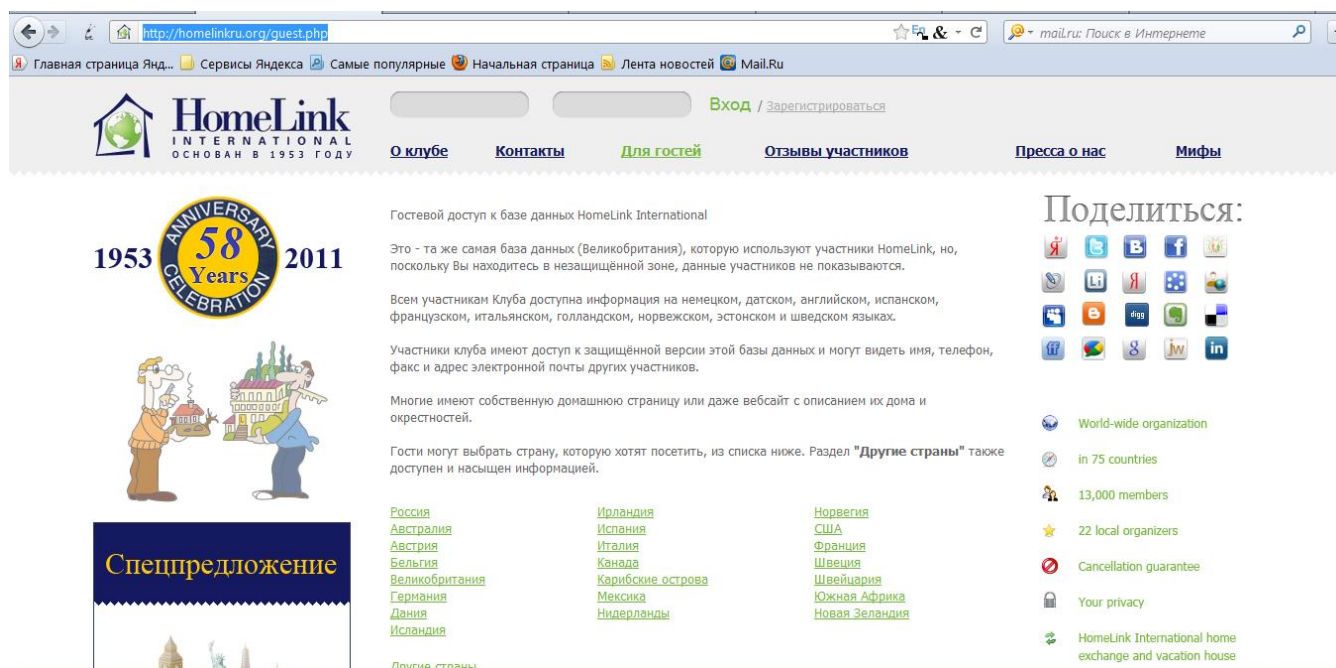 http://homelinkru.org/guest.php
mail.ru: Поиск в Интернете
Главная страница Янд... Сервисы Яндекса Самые популярные Начальная страница Лента новостей Mail.Ru
HomeLink
INTERNATIONAL
ОСНОВАН В 1953 ГОДУ
Вход / Зарегистрироваться
О клубе Контакты Для гостей Отзывы участников Пресса о нас Мифы
1953 ANNIVERSARY 58 Years CELEBRATION 2011
Спецпредложение
Гостевой доступ к базе данных HomeLink International
Это - та же самая база данных (Великобритания), которую используют участники HomeLink, но,
поскольку Вы находитесь в незащищённой зоне, данные участников не показываются.
Всем участникам Клуба доступна информация на немецком, датском, английском, испанском,
французском, итальянском, голландском, норвежском, эстонском и шведском языках.
Участники клуба имеют доступ к защищённой версии этой базы данных и могут видеть имя, телефон,
факс и адрес электронной почты других участников.
Многие имеют собственную домашнюю страницу или даже вебсайт с описанием их дома и
окрестностей.
Гости могут выбрать страну, которую хотят посетить, из списка ниже. Раздел "Другие страны" также
доступен и насыщен информацией.
Россия
Австралия
Австрия
Бельгия
Великобритания
Германия
Дания
Исландия
Ирландия
Испания
Италия
Канада
Карибские острова
Мексика
Нидерланды
Норвегия
США
Франция
Швеция
Швейцария
Южная Африка
Новая Зеландия
Другие страны
Поделиться:
World-wide organization
in 75 countries
13,000 members
22 local organizers
Cancellation guarantee
Your privacy
HomeLink International home
exchange and vacation house